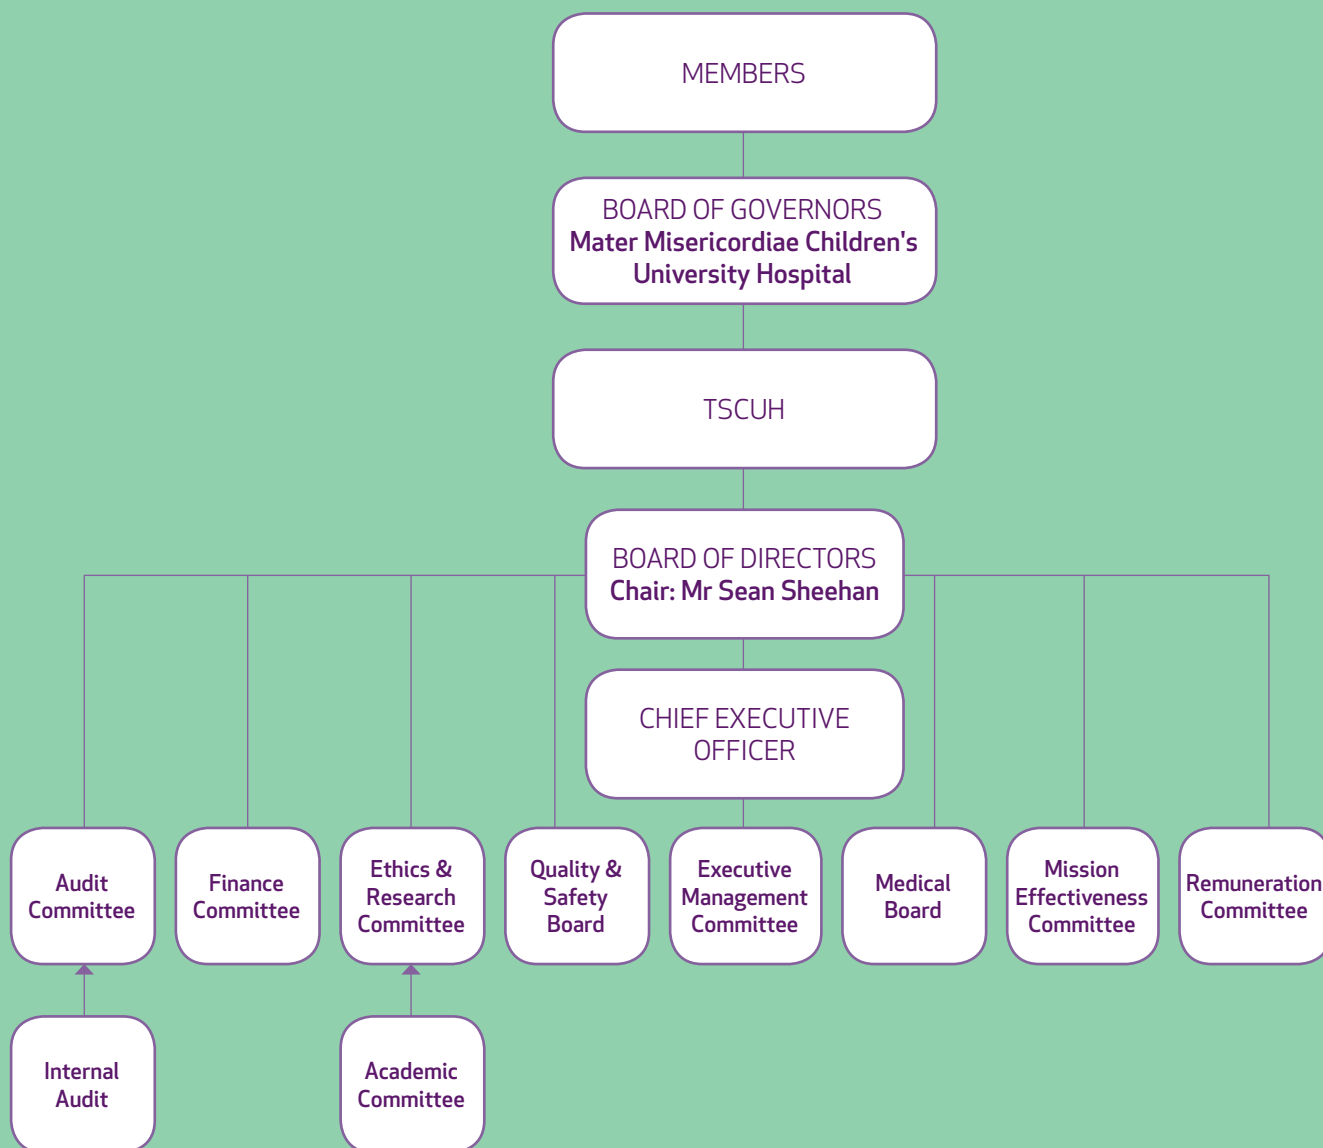 MEMBERS
BOARD OF GOVERNORS
Mater Misericordiae Children's
University Hospital
TSCUH
BOARD OF DIRECTORS
Chair: Mr Sean Sheehan
CHIEF EXECUTIVE
OFFICER
Audit
Committee
Finance
Committee
Ethics &
Research
Committee
Quality &
Safety
Board
Executive
Management
Committee
Medical
Board
Mission
Effectiveness
Committee
Remuneration
Committee
Internal
Audit
Academic
Committee